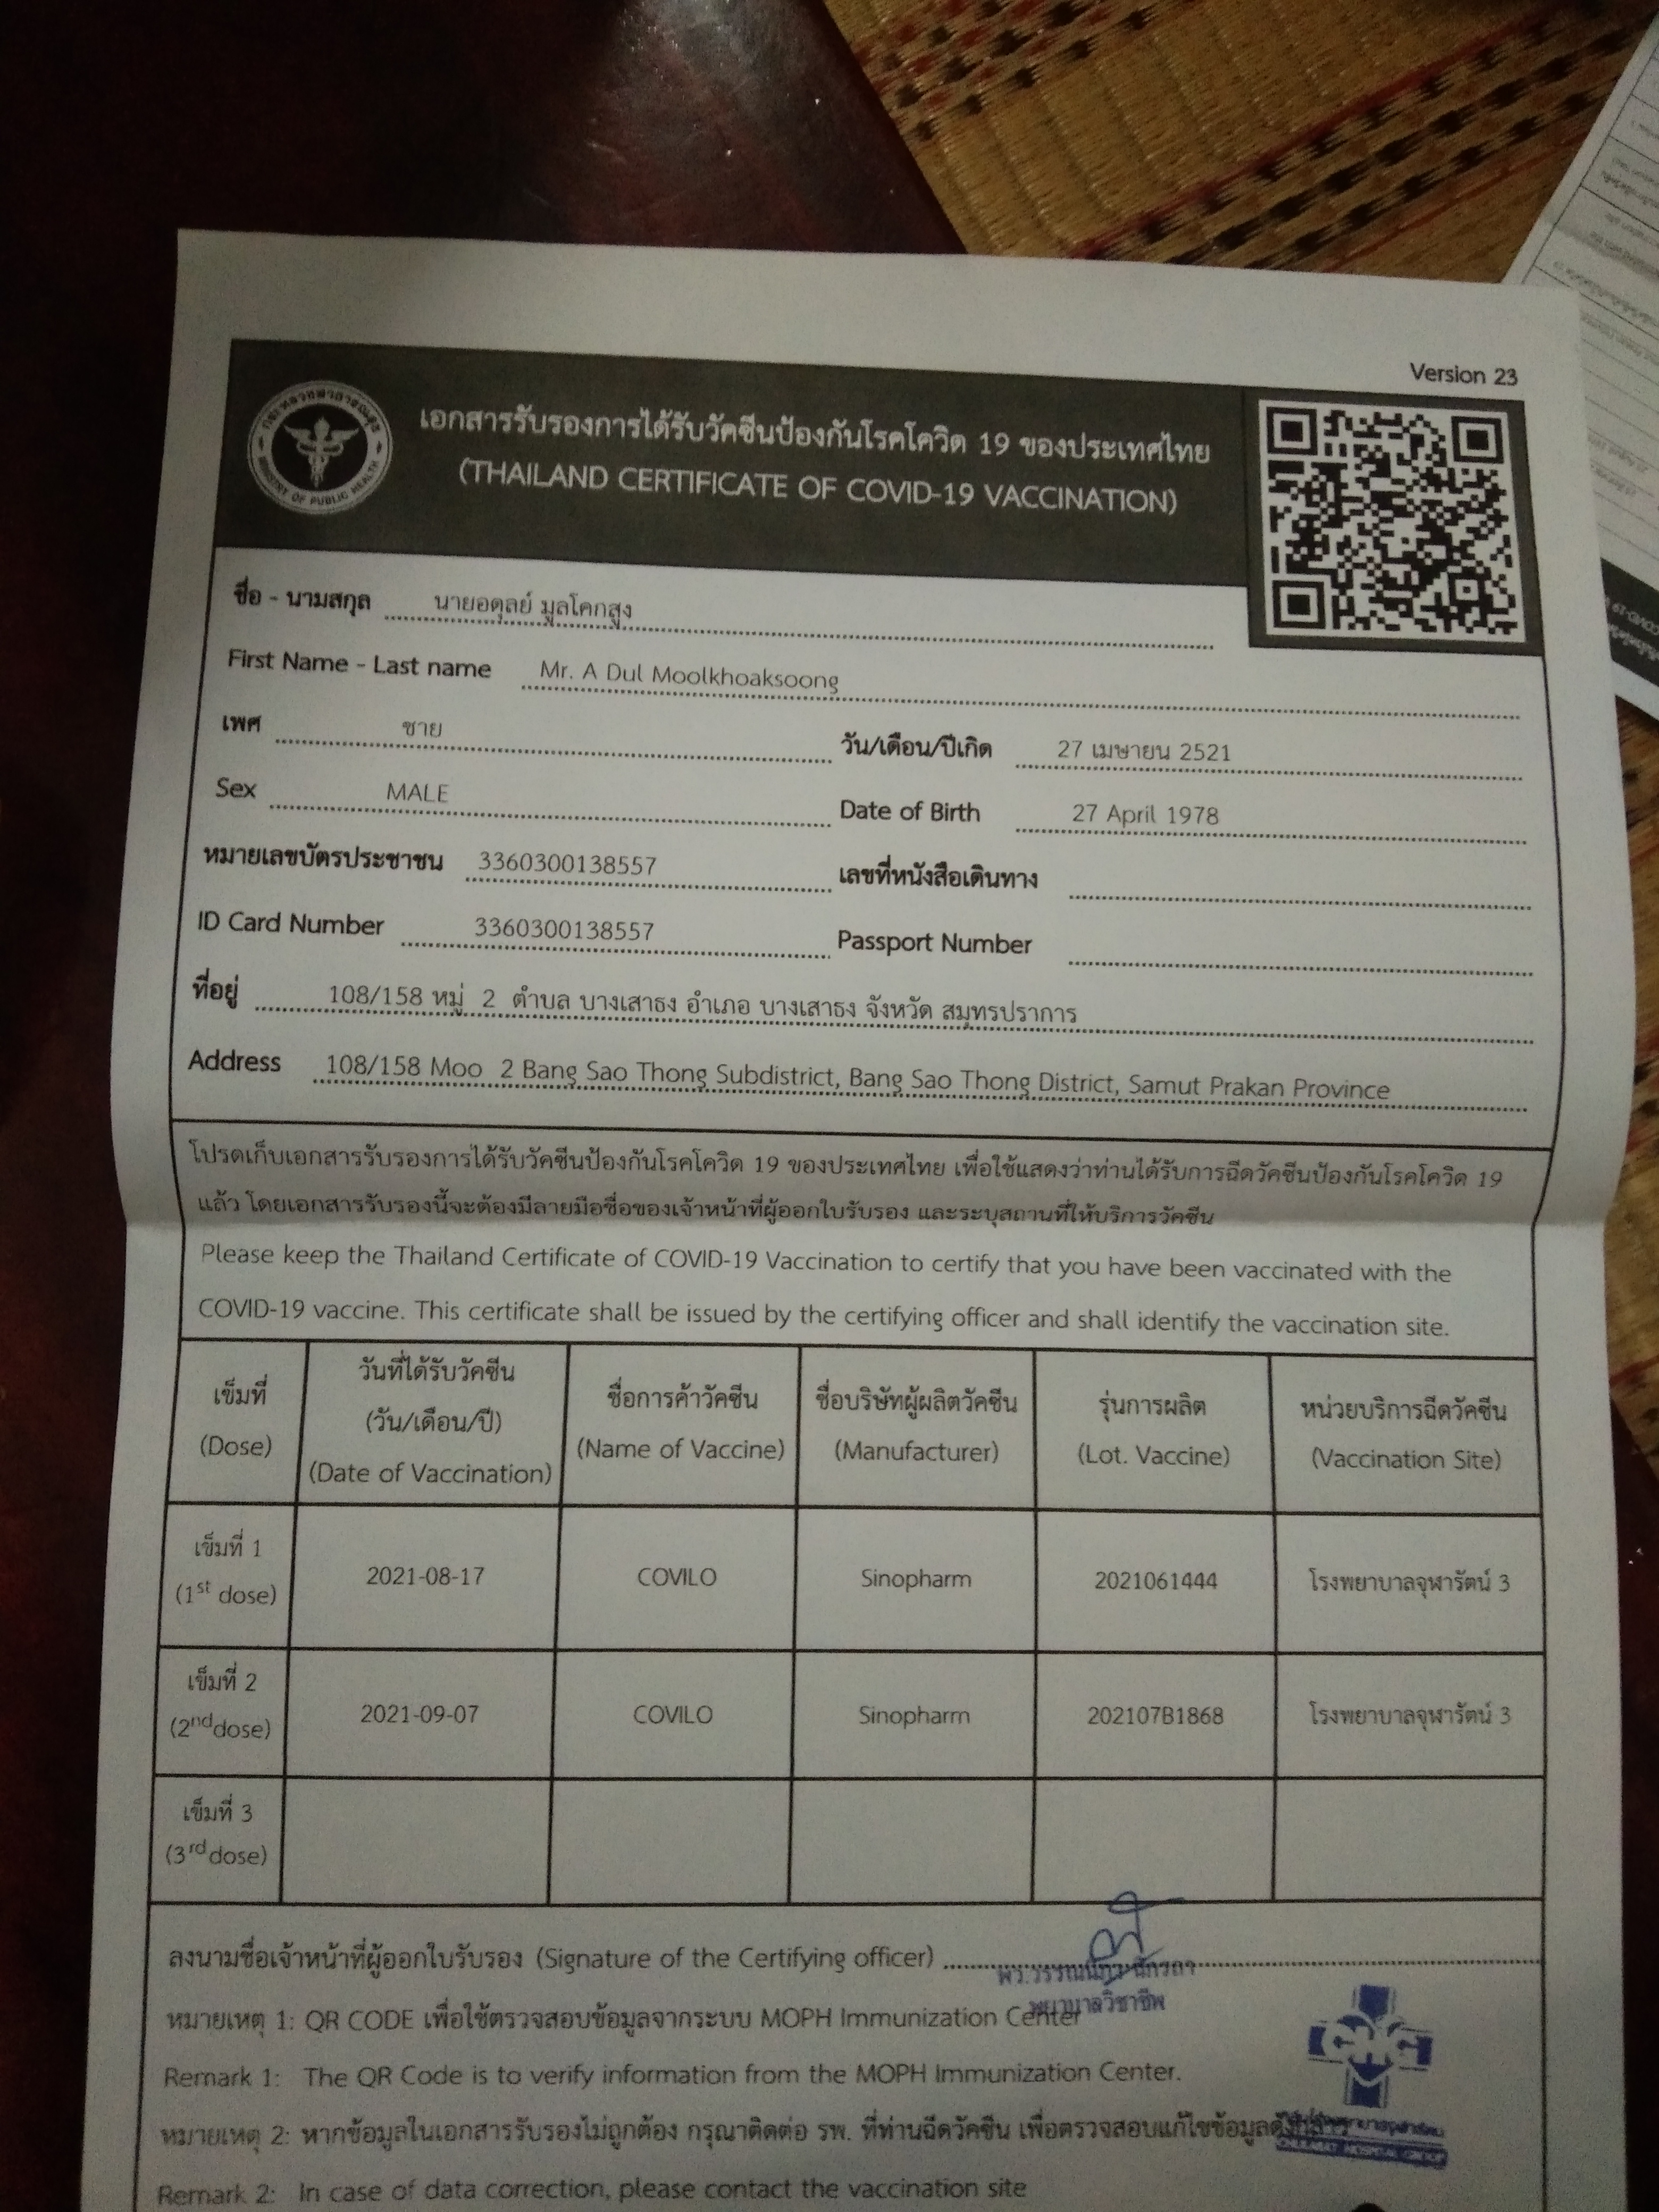 Version 23
เอกสารรับรองการได้รับวัคซีนป้องกันโรคโควิด 19 ของประเทศไทย
(THAILAND CERTIFICATE OF COVID-19 VACCINATION)
กระทรวงสาธารณสุข
MINISTRY OF PUBLIC HEALTH
ชื่อ - นามสกุล นายอดุลย์ มูลโคกสูง
First Name - Last name Mr. A Dul Moolkhoaksoong
เพศ ชาย วัน/เดือน/ปีเกิด 27 เมษายน 2521
Sex MALE Date of Birth 27 April 1978
หมายเลขบัตรประชาชน 3360300138557 เลขที่หนังสือเดินทาง
ID Card Number 3360300138557 Passport Number
ที่อยู่ 108/158 หมู่ 2 ตำบล บางเสาธง อำเภอ บางเสาธง จังหวัด สมุทรปราการ
Address 108/158 Moo 2 Bang Sao Thong Subdistrict, Bang Sao Thong District, Samut Prakan Province
โปรดเก็บเอกสารรับรองการได้รับวัคซีนป้องกันโรคโควิด 19 ของประเทศไทย เพื่อใช้แสดงว่าท่านได้รับการฉีดวัคซีนป้องกันโรคโควิด 19
แล้ว โดยเอกสารรับรองนี้จะต้องมีลายมือชื่อของเจ้าหน้าที่ผู้ออกใบรับรอง และระบุสถานที่ให้บริการวัคซีน
Please keep the Thailand Certificate of COVID-19 Vaccination to certify that you have been vaccinated with the
COVID-19 vaccine. This certificate shall be issued by the certifying officer and shall identify the vaccination site.
เข็มที่ (Dose) วันที่ได้รับวัคซีน (วัน/เดือน/ปี) (Date of Vaccination) ชื่อการค้าวัคซีน (Name of Vaccine) ชื่อบริษัทผู้ผลิตวัคซีน (Manufacturer) รุ่นการผลิต (Lot. Vaccine) หน่วยบริการฉีดวัคซีน (Vaccination Site)
เข็มที่ 1 (1st dose) 2021-08-17 COVILO Sinopharm 2021061444 โรงพยาบาลจุฬารัตน์ 3
เข็มที่ 2 (2nd dose) 2021-09-07 COVILO Sinopharm 202107B1868 โรงพยาบาลจุฬารัตน์ 3
เข็มที่ 3 (3rd dose)
ลงนามชื่อเจ้าหน้าที่ผู้ออกใบรับรอง (Signature of the Certifying officer)
พยาบาลวิชาชีพ
หมายเหตุ 1: QR CODE เพื่อใช้ตรวจสอบข้อมูลจากระบบ MOPH Immunization Center
Remark 1: The QR Code is to verify information from the MOPH Immunization Center.
หมายเหตุ 2: หากข้อมูลในเอกสารรับรองไม่ถูกต้อง กรุณาติดต่อ รพ. ที่ท่านฉีดวัคซีน เพื่อตรวจสอบแก้ไขข้อมูลดังกล่าว
Remark 2: In case of data correction, please contact the vaccination site